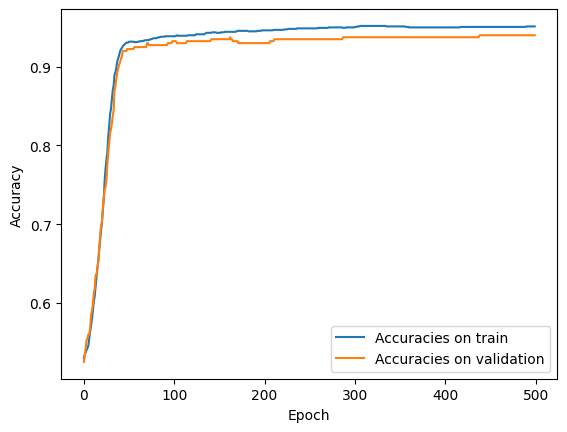 0.9
0.8
0.7
0.6
Accuracy
0 100 200 300 400 500
Epoch
Accuracies on train
Accuracies on validation